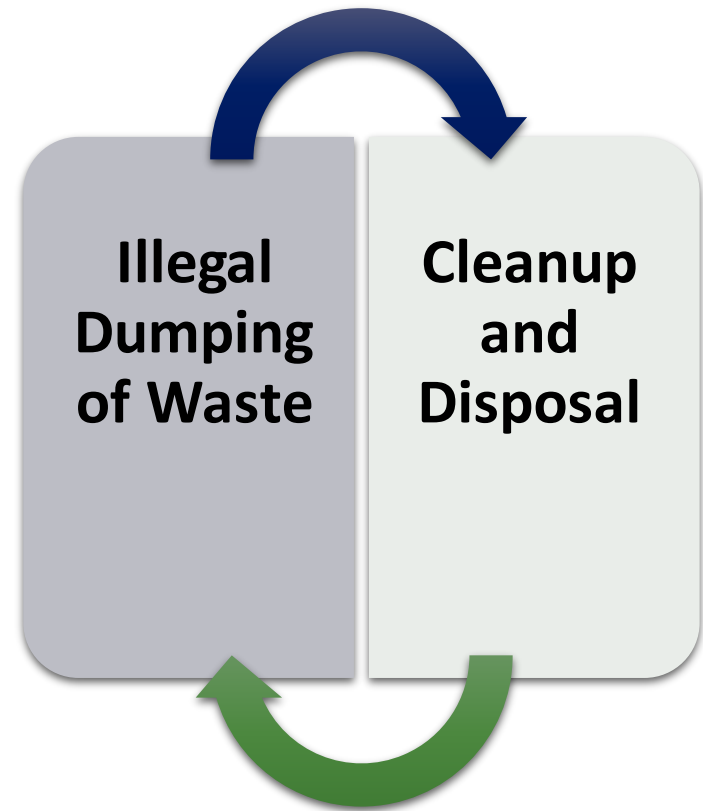 Illegal
Dumping
of Waste
Cleanup
and
Disposal